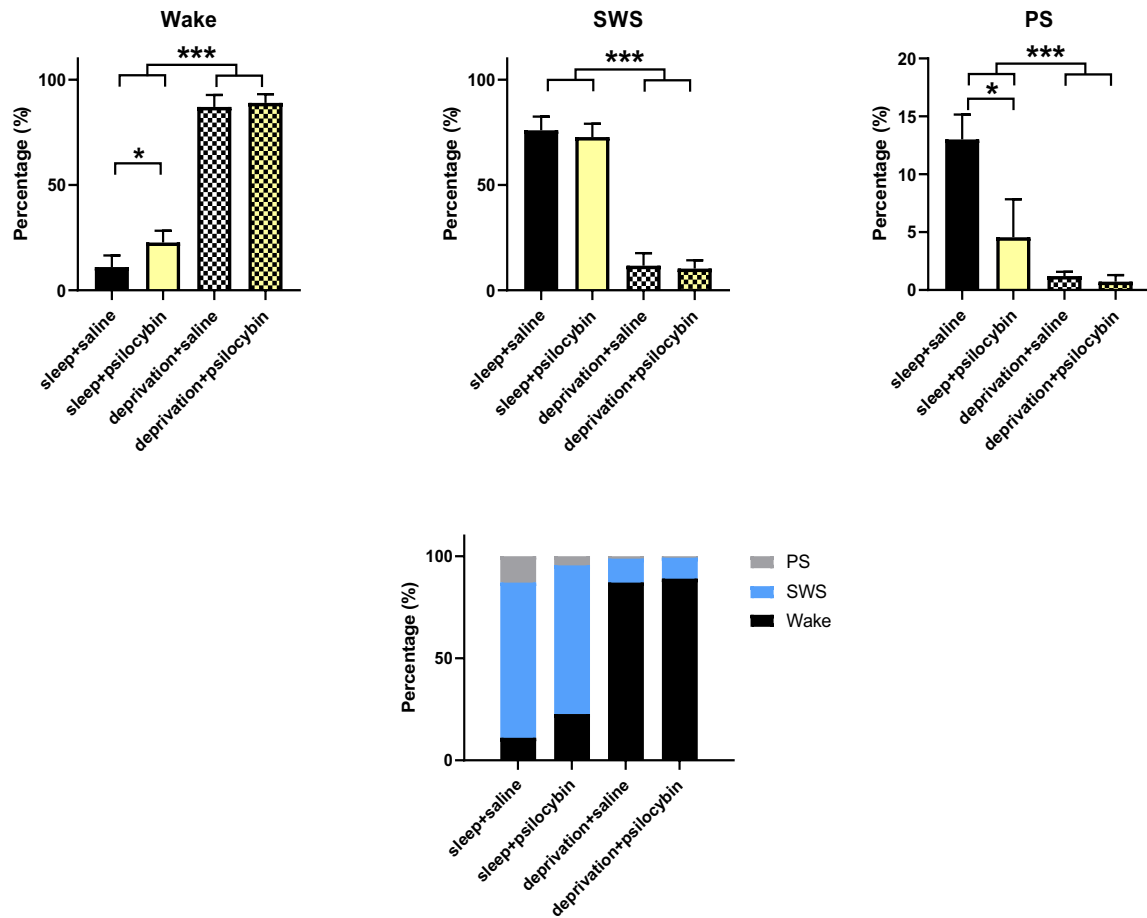 Wake
Percentage (%)
100
50
0
***
*
sleep+saline
sleep+psilocybin
deprivation+saline
deprivation+psilocybin
SWS
Percentage (%)
100
50
0
***
sleep+saline
sleep+psilocybin
deprivation+saline
deprivation+psilocybin
PS
Percentage (%)
20
15
10
5
0
***
*
sleep+saline
sleep+psilocybin
deprivation+saline
deprivation+psilocybin
Percentage (%)
100
50
0
sleep+saline
sleep+psilocybin
deprivation+saline
deprivation+psilocybin
PS
SWS
Wake